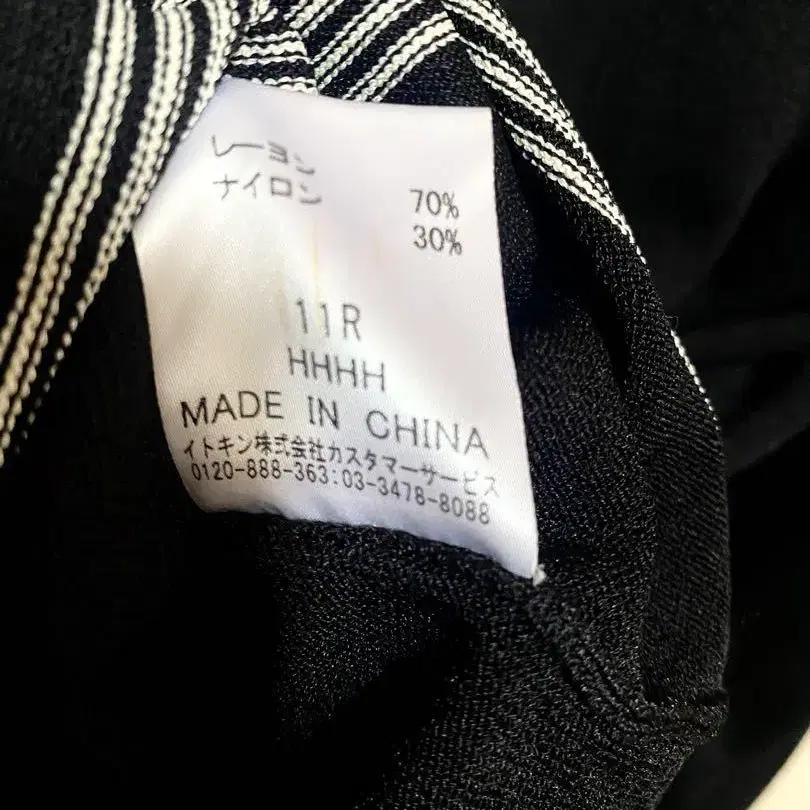 レーヨン 70%
ナイロン 30%
11R
HHHH
MADE IN CHINA
イトキン株式会社カスタマーサービス
0120-888-363:03-3478-8088